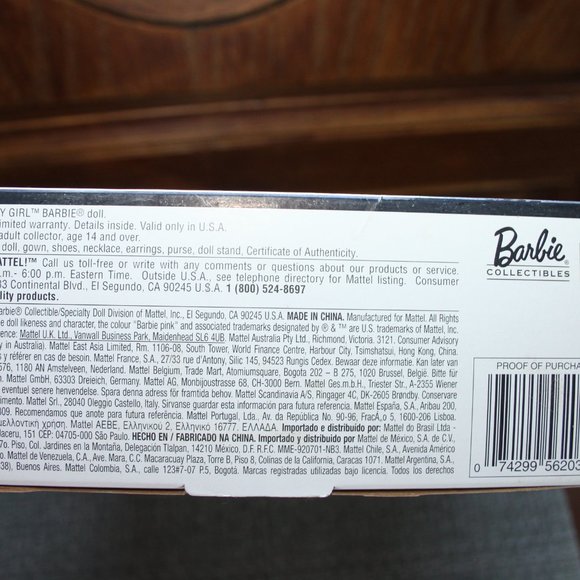 Y GIRL™ BARBIE® doll.
imited warranty. Details inside. Valid only in U.S.A.
adult collector, age 14 and over.
doll, gown, shoes, necklace, earrings, purse, doll stand, Certificate of Authenticity.
MATTEL!™ Call us toll-free or write with any comments or questions about our products or service.
.m.- 6:00 p.m. Eastern Time. Outside U.S.A., see telephone directory for Mattel listing. Consumer
33 Continental Blvd., El Segundo, CA 90245 U.S.A. 1 (800) 524-8697
lity products.
Barbie® Collectible/Specialty Doll Division of Mattel, Inc., El Segundo, CA 90245 U.S.A. MADE IN CHINA. Manufactured for Mattel. All Rights
e doll likeness and character, the colour "Barbie pink" and associated trademarks designated by ® & ™ are U.S. trademarks of Mattel, Inc.
erence: Mattel U.K. Ltd., Vanwall Business Park, Maidenhead SL6 4UB. Mattel Australia Pty Ltd., Richmond, Victoria. 3121. Consumer Advisory
y in Australia). Mattel East Asia Limited, Rm. 1106-08, South Tower, World Finance Centre, Harbour City, Tsimshatsui, Hong Kong, China.
s y référer en cas de besoin. Mattel France, S.A., 27/33 rue d'Antony, Silic 145, 94523 Rungis Cedex. Bewaar deze informatie. Kan later van
576, 1180 AN Amstelveen, Nederland. Mattel Belgium, Trade Mart, Atomiumsquare, Bogota 202 - B 275, 1020 Brussel, België. Bitte für
Mattel GmbH, 63303 Dreieich, Germany. Mattel AG, Monbijoustrasse 68, CH-3000 Bern. Mattel Ges.m.b.H., Triester Str., A-2355 Wiener
eventuel senere henvendelse. Spara denna adress för framtida behov. Mattel Scandinavia A/S, Ringager 4C, DK-2605 Brøndby. Conservare
79, 28040 Oleggio Castello, Italy. Sírvanse guardar esta información para futura referencia. Mattel España, S.A., Aribau 200,
09. Recomendamos que anote para futura referência. Mattel Portugal, Lda., Av. da República No. 90-96, FracA,o 5, 1600-206 Lisboa.
ελλοντική χρήση. Mattel AEBE, Ελληνικού 2, Ελληνικό 16777, ΕΛΛΑΔΑ. Importado e distribuído por: Mattel do Brasil Ltda -
Jaceru, 151 CEP: 04705-000 São Paulo. HECHO EN / FABRICADO NA CHINA. Importado y distribuido por: Mattel de México, S.A. de C.V.,
7o. Piso, Col. Jardines en la Montaña, Delegación Tlalpan, 14210 México, D.F. R.F.C. MME-920701-NB3. Mattel Chile, S.A., Avenida Américo
Mattel de Venezuela, C.A., Ave. Mara, C.C. Macaracuay Plaza, Torre B, Piso 8, Colinas de la California, Caracas 1071. Mattel Argentina, S.A.,
(3B), Buenos Aires. Mattel Colombia, S.A., calle 123#7-07 P.5, Bogotá. Marcas registradas utilizadas bajo licencia. Todos los derechos
Barbie®
COLLECTIBLES
PROOF OF PURCHA
0 74299 56203